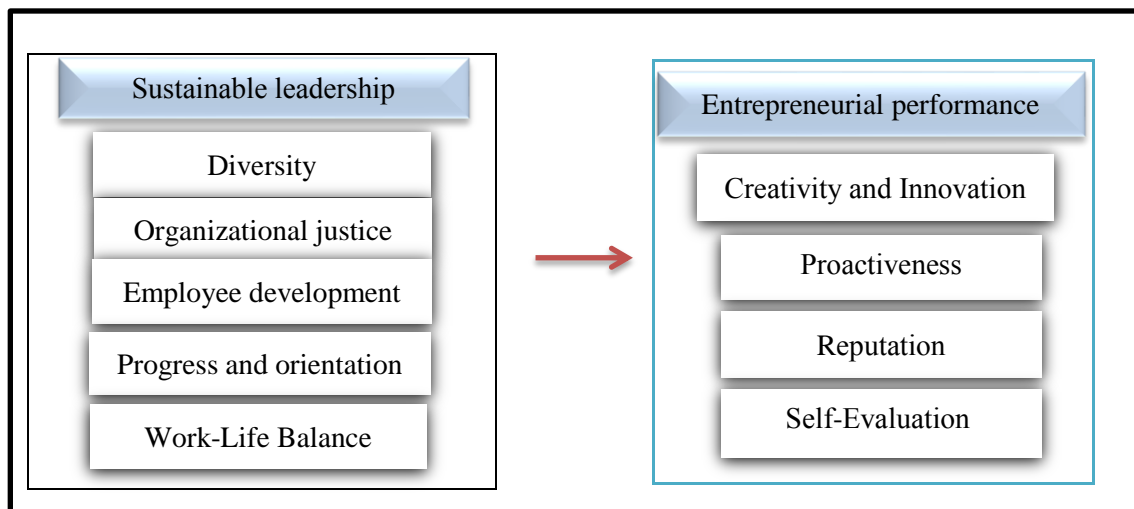 Sustainable leadership
Diversity
Organizational justice
Employee development
Progress and orientation
Work-Life Balance
Entrepreneurial performance
Creativity and Innovation
Proactiveness
Reputation
Self-Evaluation